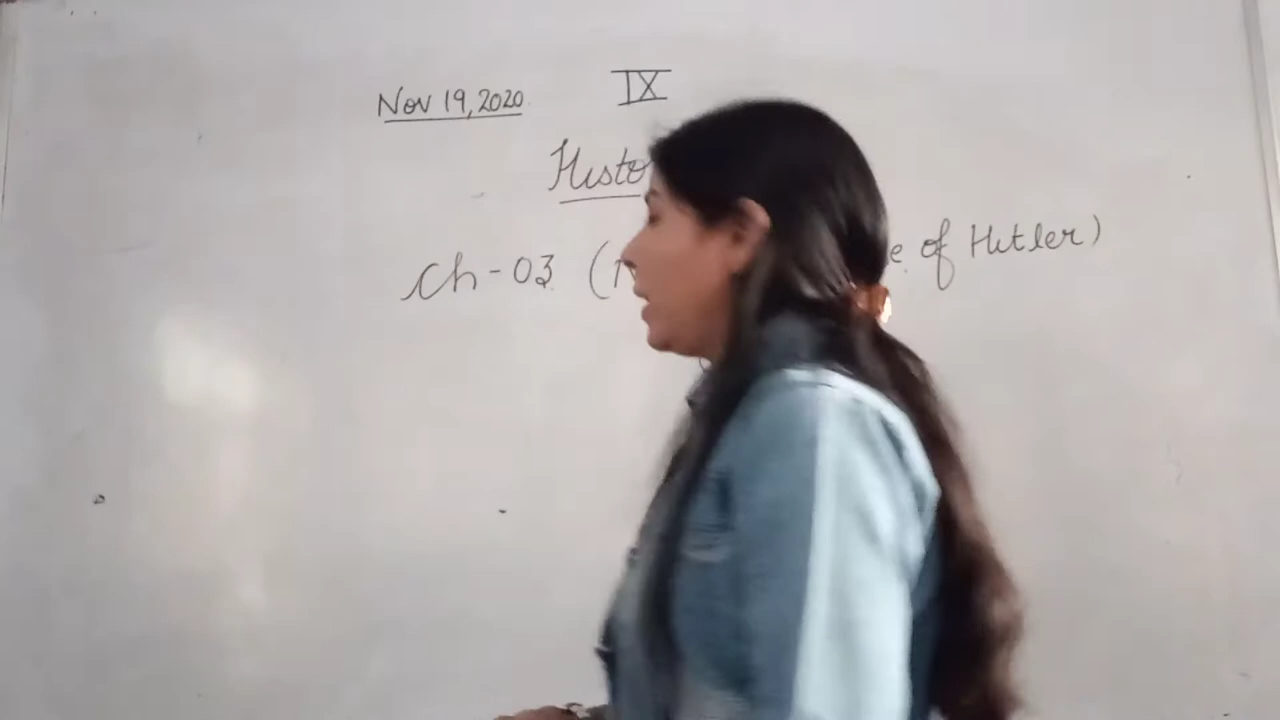 Nov 19, 2020 IX
Histo
Ch-03 (N e of Hitler)